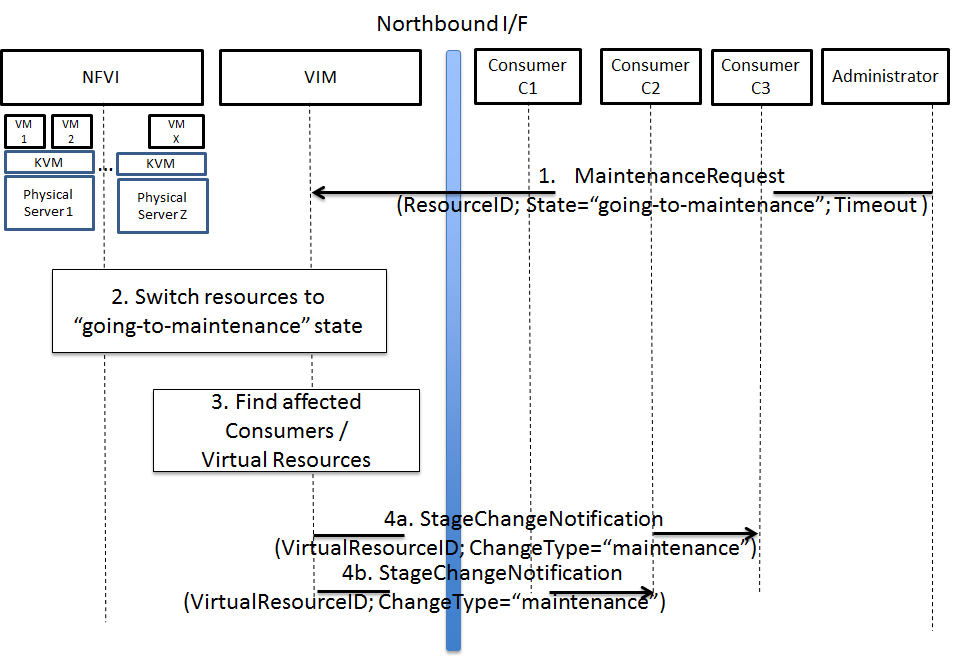 Northbound I/F
NFVI
VIM
Consumer
C1
Consumer
C2
Consumer
C3
Administrator
VM
1
VM
2
VM
X
KVM
...
KVM
Physical
Server 1
Physical
Server Z
1. MaintenanceRequest
(ResourceID; State=“going-to-maintenance”; Timeout )
2. Switch resources to
“going-to-maintenance” state
3. Find affected
Consumers /
Virtual Resources
4a. StageChangeNotification
(VirtualResourceID; ChangeType=“maintenance”)
4b. StageChangeNotification
(VirtualResourceID; ChangeType=“maintenance”)